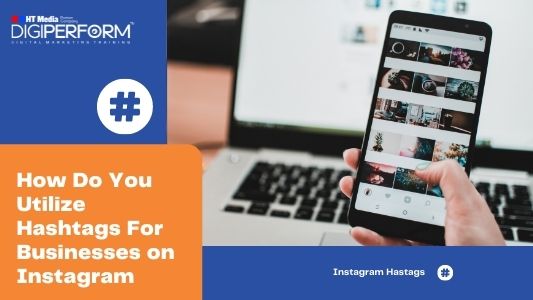 HT Media
DIGIPERFORM
DIGITAL MARKETING TRAINING
#
How Do You
Utilize
Hashtags For
Businesses on
Instagram
Instagram Hastags #